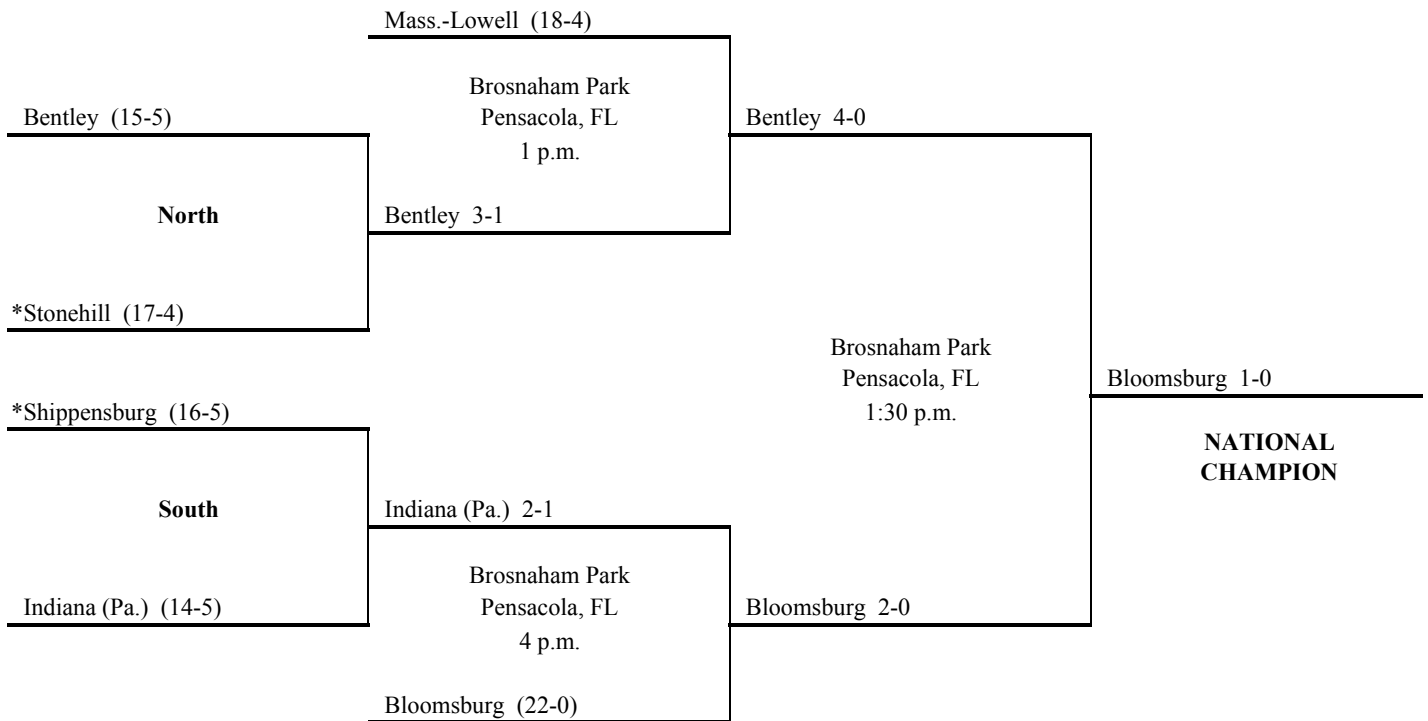 Mass.-Lowell (18-4)
Brosnaham Park
Pensacola, FL
1 p.m.
Bentley (15-5)
Bentley 4-0
North
Bentley 3-1
*Stonehill (17-4)
Brosnaham Park
Pensacola, FL
1:30 p.m.
Bloomsburg 1-0
NATIONAL
CHAMPION
*Shippensburg (16-5)
South
Indiana (Pa.) 2-1
Indiana (Pa.) (14-5)
Brosnaham Park
Pensacola, FL
4 p.m.
Bloomsburg 2-0
Bloomsburg (22-0)